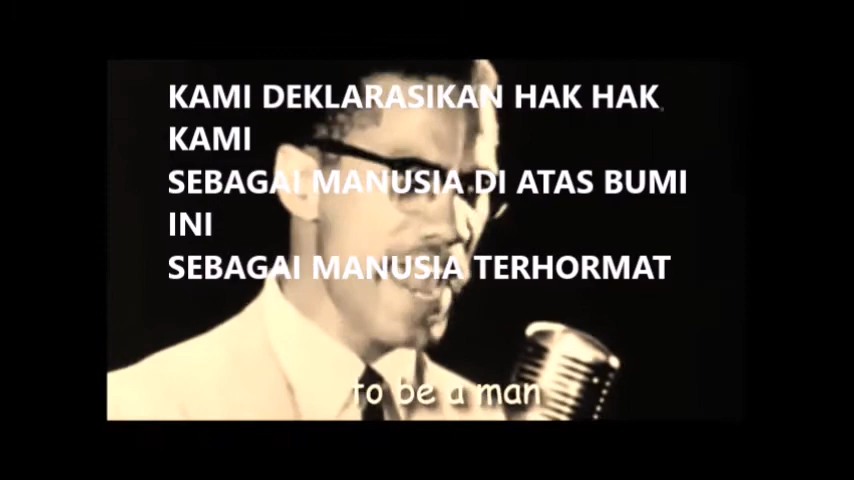 KAMI DEKLARASIKAN HAK HAK
KAMI
SEBAGAI MANUSIA DI ATAS BUMI
INI
SEBAGAI MANUSIA TERHORMAT
to be a man